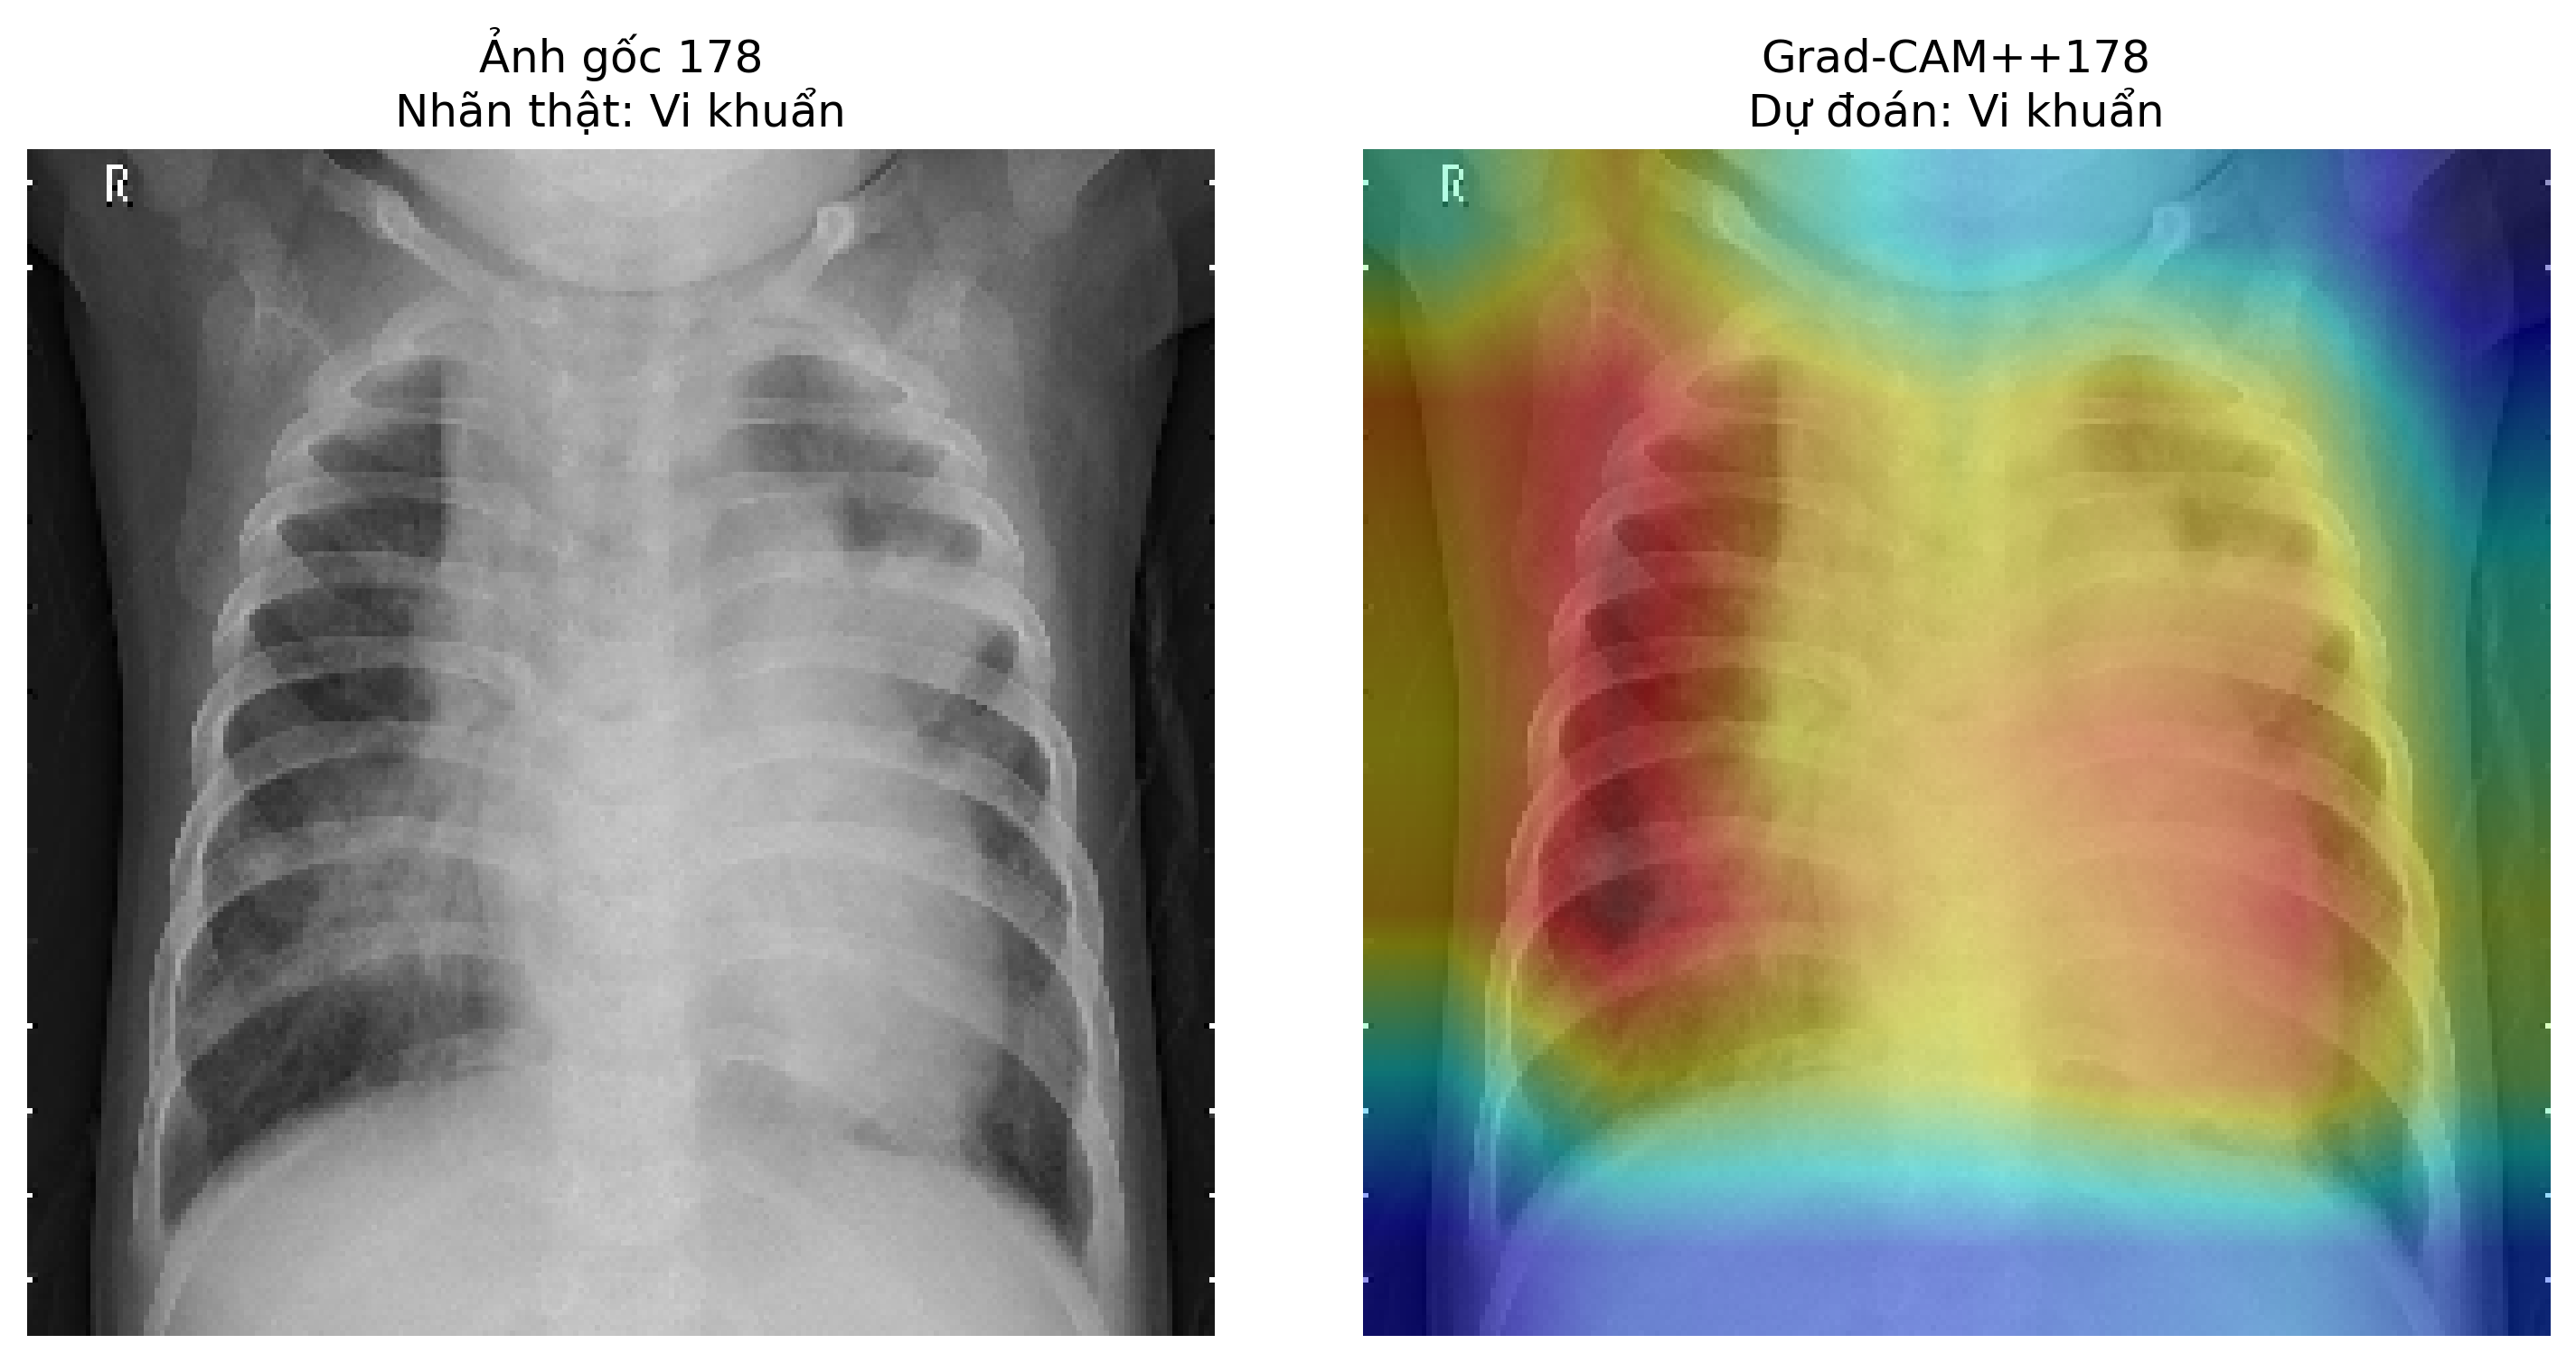 Ảnh gốc 178
Nhãn thật: Vi khuẩn
R
Grad-CAM++178
Dự đoán: Vi khuẩn
R